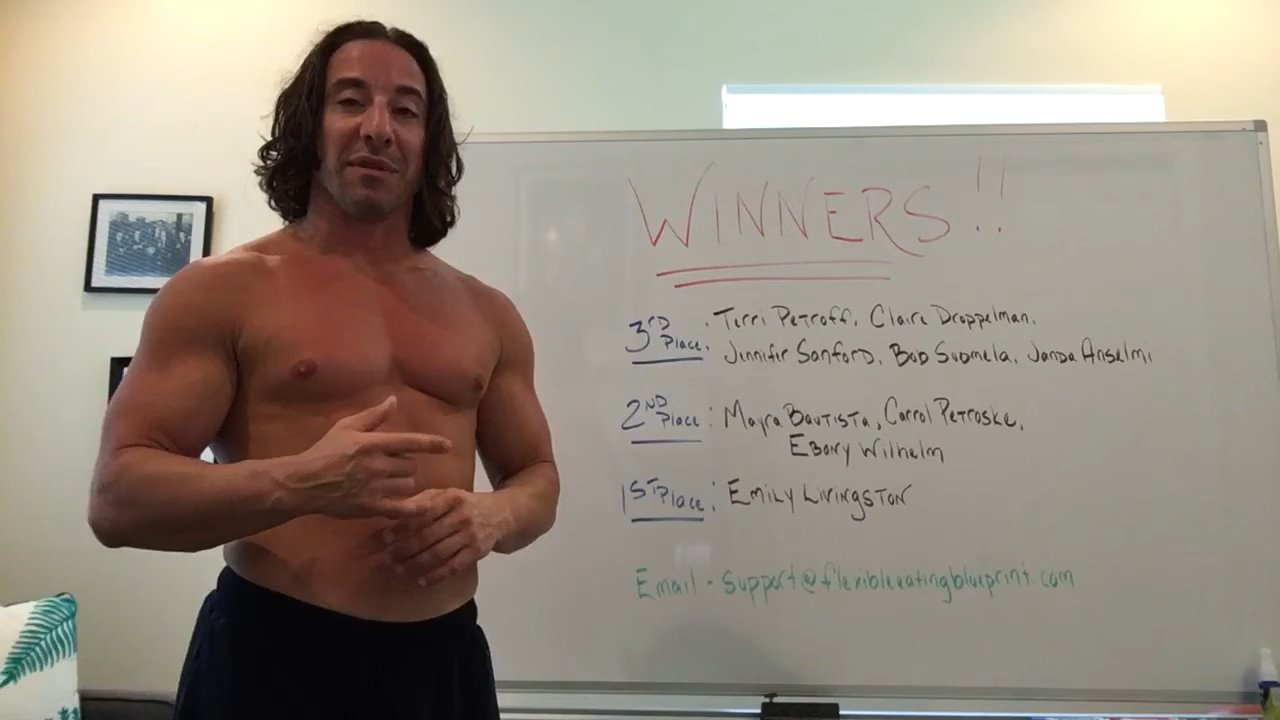 WINNERS!!
3RD Place: Terri Petroff, Claire Droppelman,
Jennifer Sanford, Bob Suomela, Janda Anselmi
2ND Place: Mayra Bautista, Carrol Petroske,
Ebony Wilhelm
1ST Place: Emily Livingston
Email - support@flexibleeatingblueprint.com